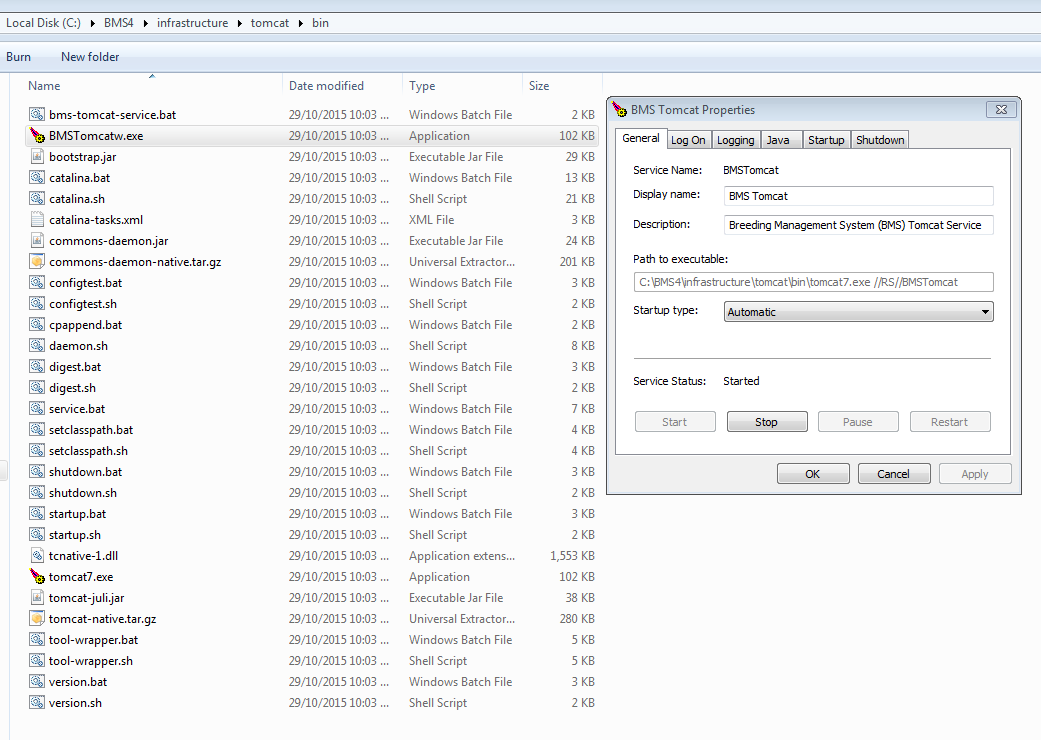 Local Disk (C:) BMS4 infrastructure tomcat bin
Burn New folder
Name Date modified Type Size
bms-tomcat-service.bat 29/10/2015 10:03 ... Windows Batch File 2 KB
BMSTomcatw.exe 29/10/2015 10:03 ... Application 102 KB
bootstrap.jar 29/10/2015 10:03 ... Executable Jar File 29 KB
catalina.bat 29/10/2015 10:03 ... Windows Batch File 13 KB
catalina.sh 29/10/2015 10:03 ... Shell Script 21 KB
catalina-tasks.xml 29/10/2015 10:03 ... XML File 3 KB
commons-daemon.jar 29/10/2015 10:03 ... Executable Jar File 24 KB
commons-daemon-native.tar.gz 29/10/2015 10:03 ... Universal Extractor... 201 KB
configtest.bat 29/10/2015 10:03 ... Windows Batch File 3 KB
configtest.sh 29/10/2015 10:03 ... Shell Script 2 KB
cpappend.bat 29/10/2015 10:03 ... Windows Batch File 2 KB
daemon.sh 29/10/2015 10:03 ... Shell Script 8 KB
digest.bat 29/10/2015 10:03 ... Windows Batch File 3 KB
digest.sh 29/10/2015 10:03 ... Shell Script 2 KB
service.bat 29/10/2015 10:03 ... Windows Batch File 7 KB
setclasspath.bat 29/10/2015 10:03 ... Windows Batch File 4 KB
setclasspath.sh 29/10/2015 10:03 ... Shell Script 4 KB
shutdown.bat 29/10/2015 10:03 ... Windows Batch File 3 KB
shutdown.sh 29/10/2015 10:03 ... Shell Script 2 KB
startup.bat 29/10/2015 10:03 ... Windows Batch File 3 KB
startup.sh 29/10/2015 10:03 ... Shell Script 2 KB
tcnative-1.dll 29/10/2015 10:03 ... Application extens... 1,553 KB
tomcat7.exe 29/10/2015 10:03 ... Application 102 KB
tomcat-juli.jar 29/10/2015 10:03 ... Executable Jar File 38 KB
tomcat-native.tar.gz 29/10/2015 10:03 ... Universal Extractor... 280 KB
tool-wrapper.bat 29/10/2015 10:03 ... Windows Batch File 5 KB
tool-wrapper.sh 29/10/2015 10:03 ... Shell Script 5 KB
version.bat 29/10/2015 10:03 ... Windows Batch File 3 KB
version.sh 29/10/2015 10:03 ... Shell Script 2 KB
BMS Tomcat Properties
General Log On Logging Java Startup Shutdown
Service Name: BMSTomcat
Display name: BMS Tomcat
Description: Breeding Management System (BMS) Tomcat Service
Path to executable:
C:\BMS4\infrastructure\tomcat\bin\tomcat7.exe //RS//BMSTomcat
Startup type: Automatic
Service Status: Started
Start Stop Pause Restart
OK Cancel Apply